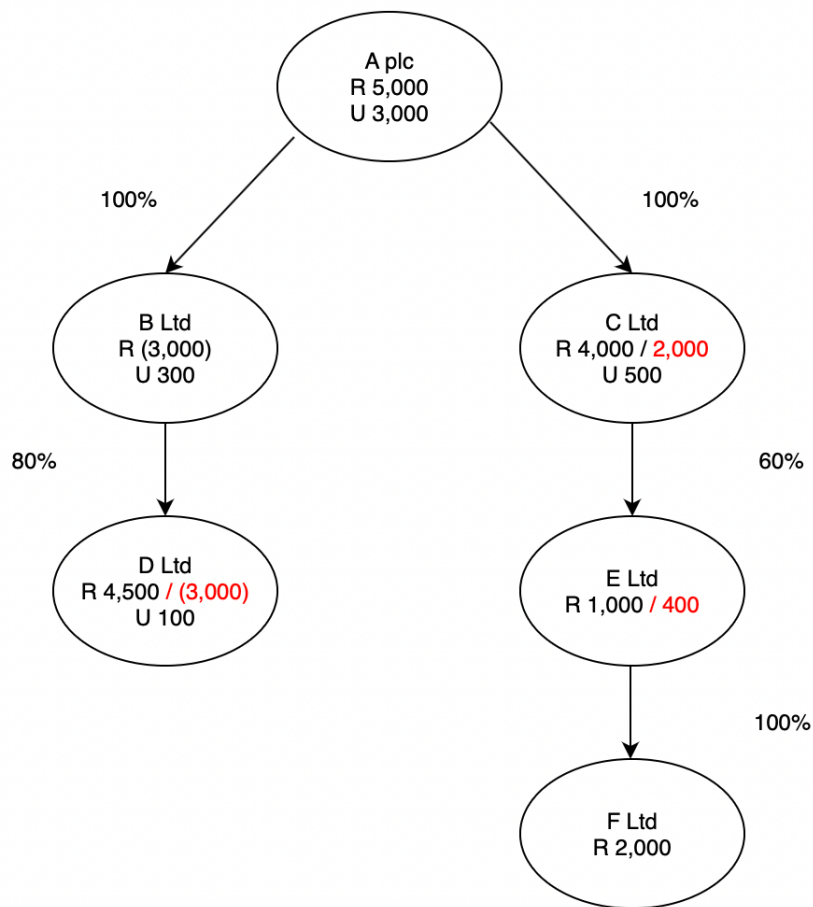 A plc
R 5,000
U 3,000
100%
100%
B Ltd
R (3,000)
U 300
C Ltd
R 4,000 / 2,000
U 500
80%
60%
D Ltd
R 4,500 / (3,000)
U 100
E Ltd
R 1,000 / 400
100%
F Ltd
R 2,000